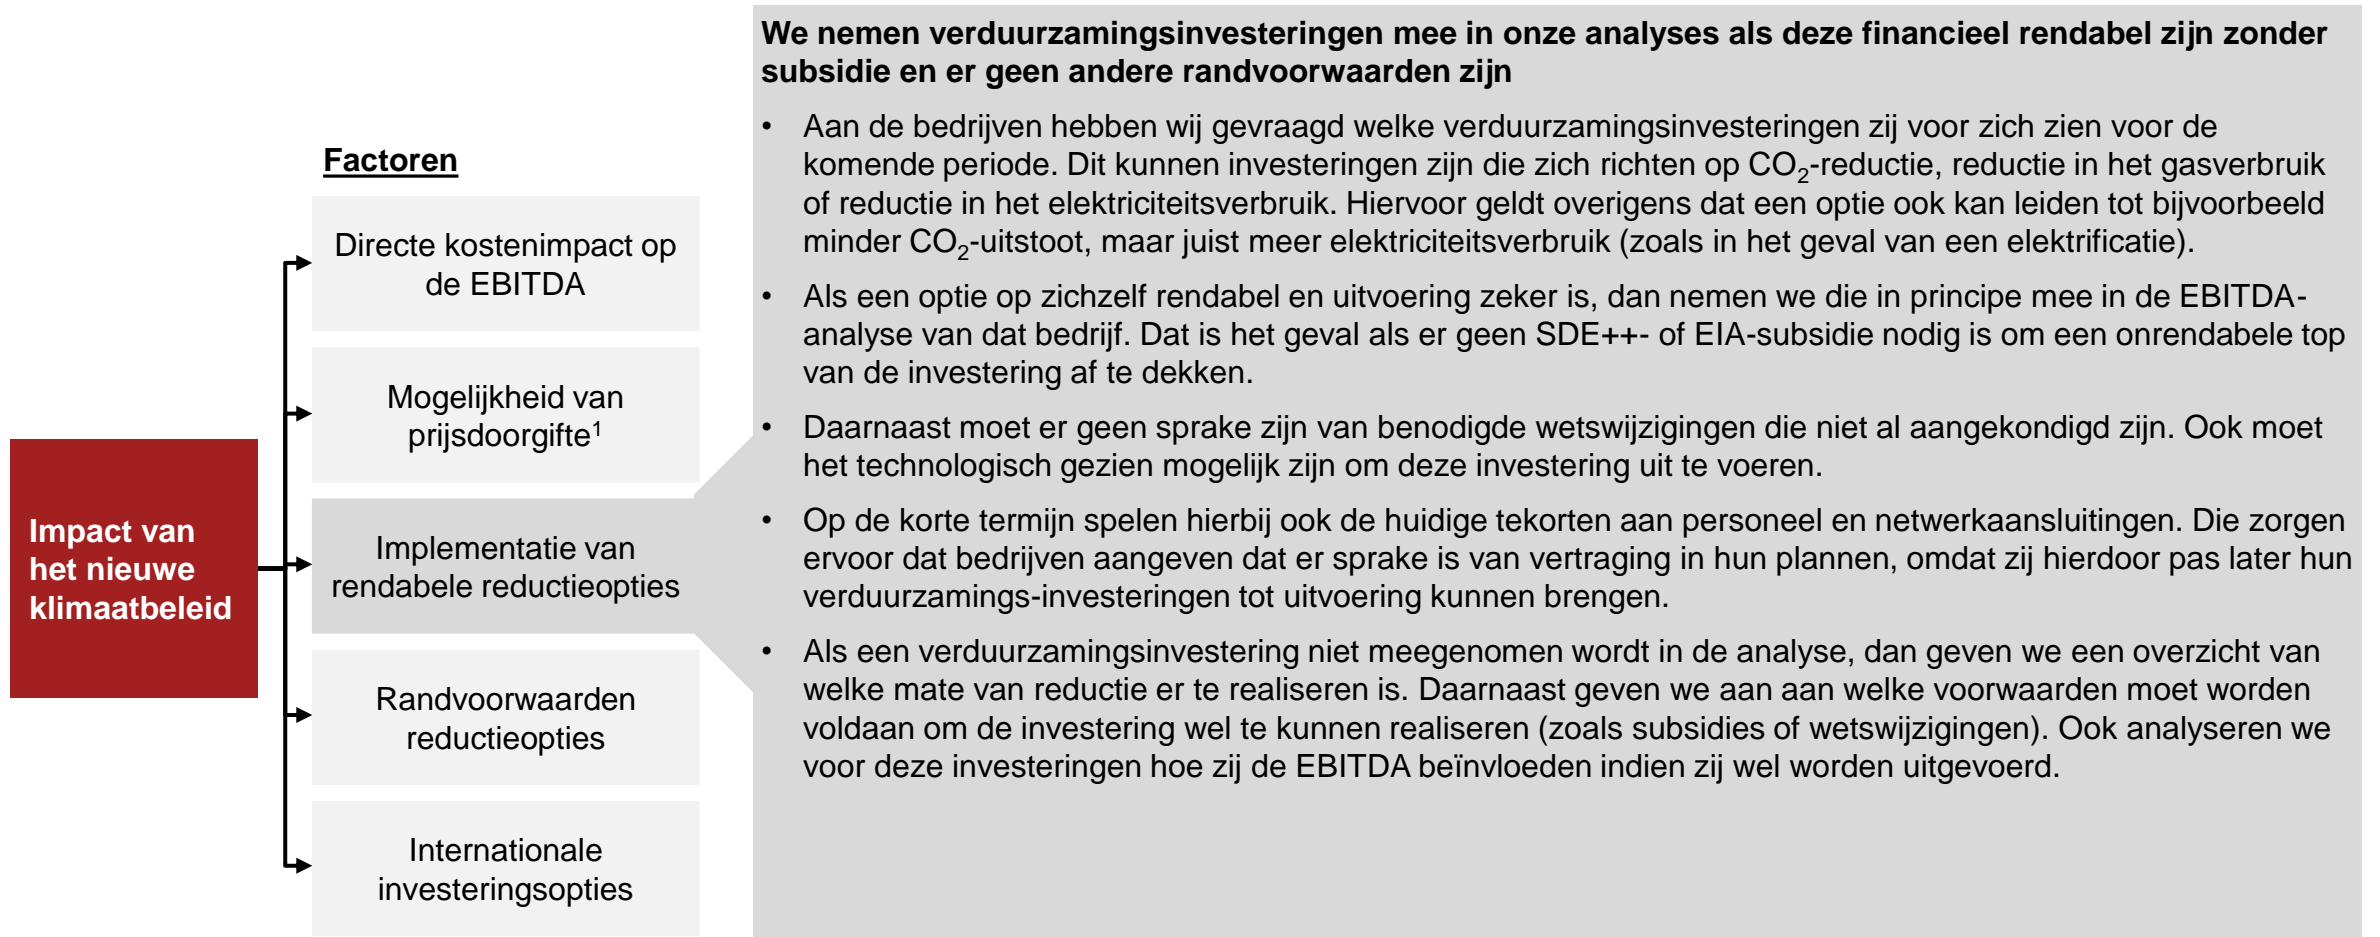 Impact van
het nieuwe
klimaatbeleid
Factoren
Directe kostenimpact op
de EBITDA
Mogelijkheid van
prijsdoorgifte¹
Implementatie van
rendabele reductieopties
Randvoorwaarden
reductieopties
Internationale
investeringsopties
We nemen verduurzamingsinvesteringen mee in onze analyses als deze financieel rendabel zijn zonder
subsidie en er geen andere randvoorwaarden zijn
• Aan de bedrijven hebben wij gevraagd welke verduurzamingsinvesteringen zij voor zich zien voor de
komende periode. Dit kunnen investeringen zijn die zich richten op CO₂-reductie, reductie in het gasverbruik
of reductie in het elektriciteitsverbruik. Hiervoor geldt overigens dat een optie ook kan leiden tot bijvoorbeeld
minder CO₂-uitstoot, maar juist meer elektriciteitsverbruik (zoals in het geval van een elektrificatie).
• Als een optie op zichzelf rendabel en uitvoering zeker is, dan nemen we die in principe mee in de EBITDA-
analyse van dat bedrijf. Dat is het geval als er geen SDE++- of EIA-subsidie nodig is om een onrendabele top
van de investering af te dekken.
• Daarnaast moet er geen sprake zijn van benodigde wetswijzigingen die niet al aangekondigd zijn. Ook moet
het technologisch gezien mogelijk zijn om deze investering uit te voeren.
• Op de korte termijn spelen hierbij ook de huidige tekorten aan personeel en netwerkaansluitingen. Die zorgen
ervoor dat bedrijven aangeven dat er sprake is van vertraging in hun plannen, omdat zij hierdoor pas later hun
verduurzamings-investeringen tot uitvoering kunnen brengen.
• Als een verduurzamingsinvestering niet meegenomen wordt in de analyse, dan geven we een overzicht van
welke mate van reductie er te realiseren is. Daarnaast geven we aan aan welke voorwaarden moet worden
voldaan om de investering wel te kunnen realiseren (zoals subsidies of wetswijzigingen). Ook analyseren we
voor deze investeringen hoe zij de EBITDA beïnvloeden indien zij wel worden uitgevoerd.